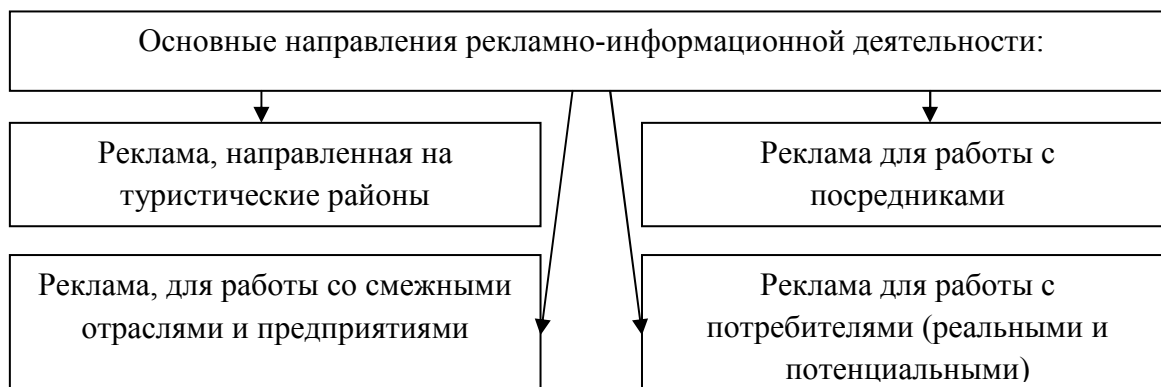 Основные направления рекламно-информационной деятельности:
Реклама, направленная на
туристические районы
Реклама для работы с
посредниками
Реклама, для работы со смежными
отраслями и предприятиями
Реклама для работы с
потребителями (реальными и
потенциальными)